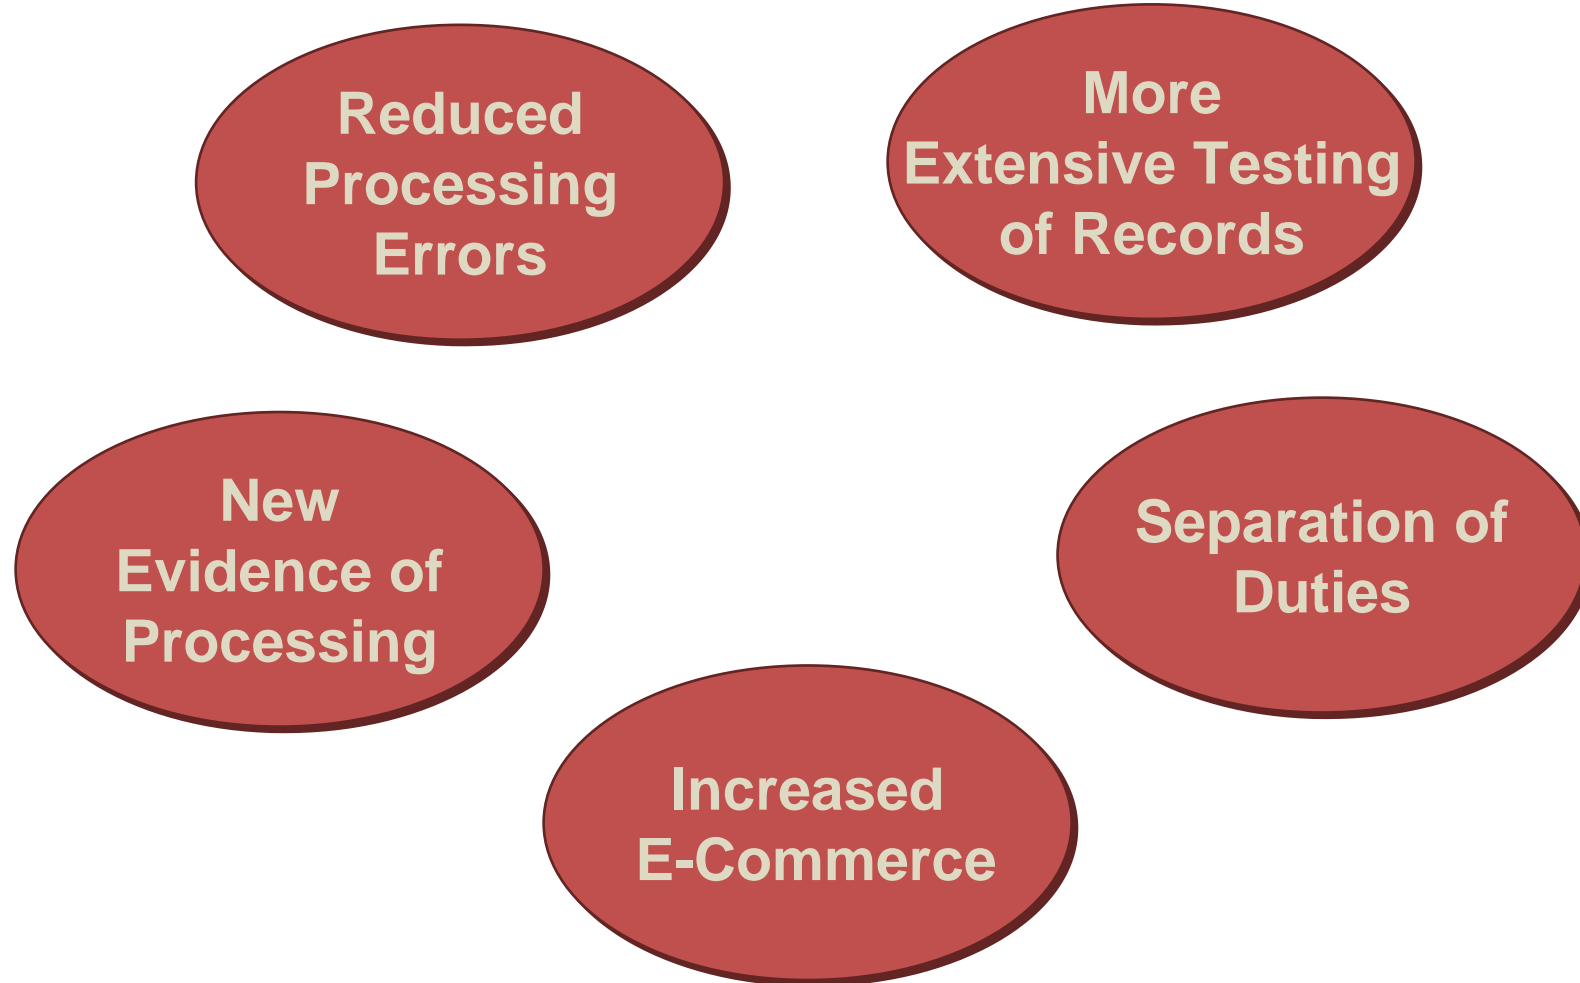 Reduced
Processing
Errors
More
Extensive Testing
of Records
New
Evidence of
Processing
Separation of
Duties
Increased
E-Commerce